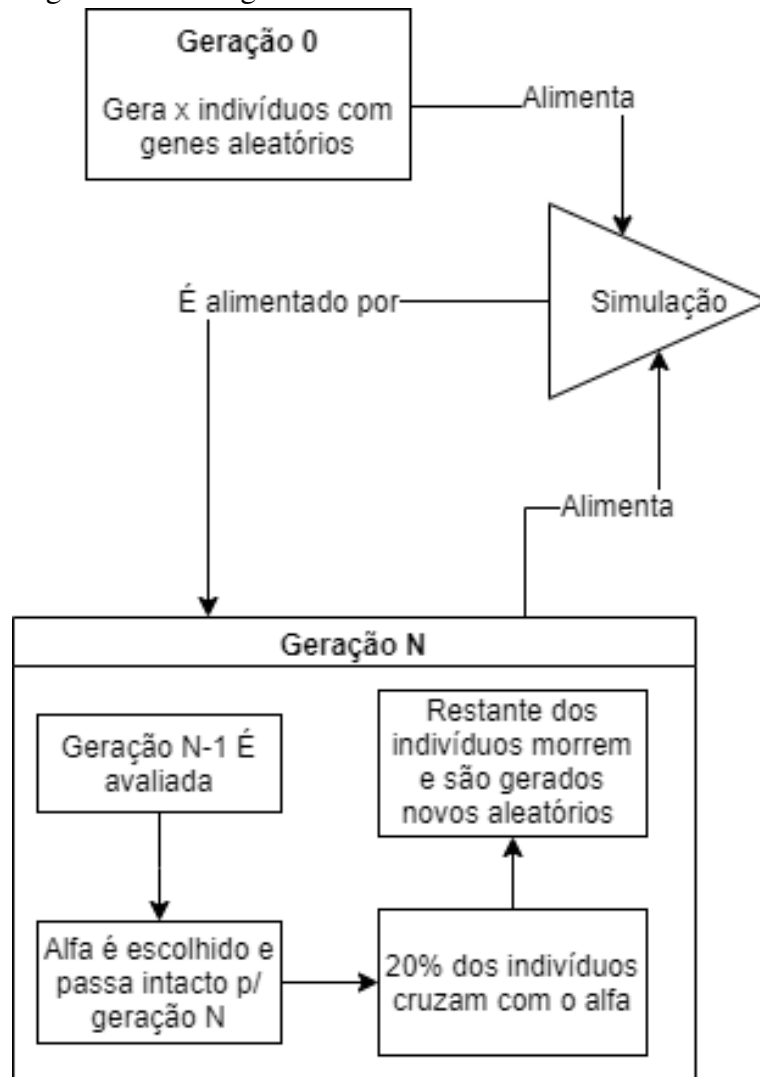 Geração 0
Gera x indivíduos com
genes aleatórios
Alimenta
Simulação
É alimentado por
Alimenta
Geração N
Geração N-1 É
avaliada
Alfa é escolhido e
passa intacto p/
geração N
20% dos indivíduos
cruzam com o alfa
Restante dos
indivíduos morrem
e são gerados
novos aleatórios